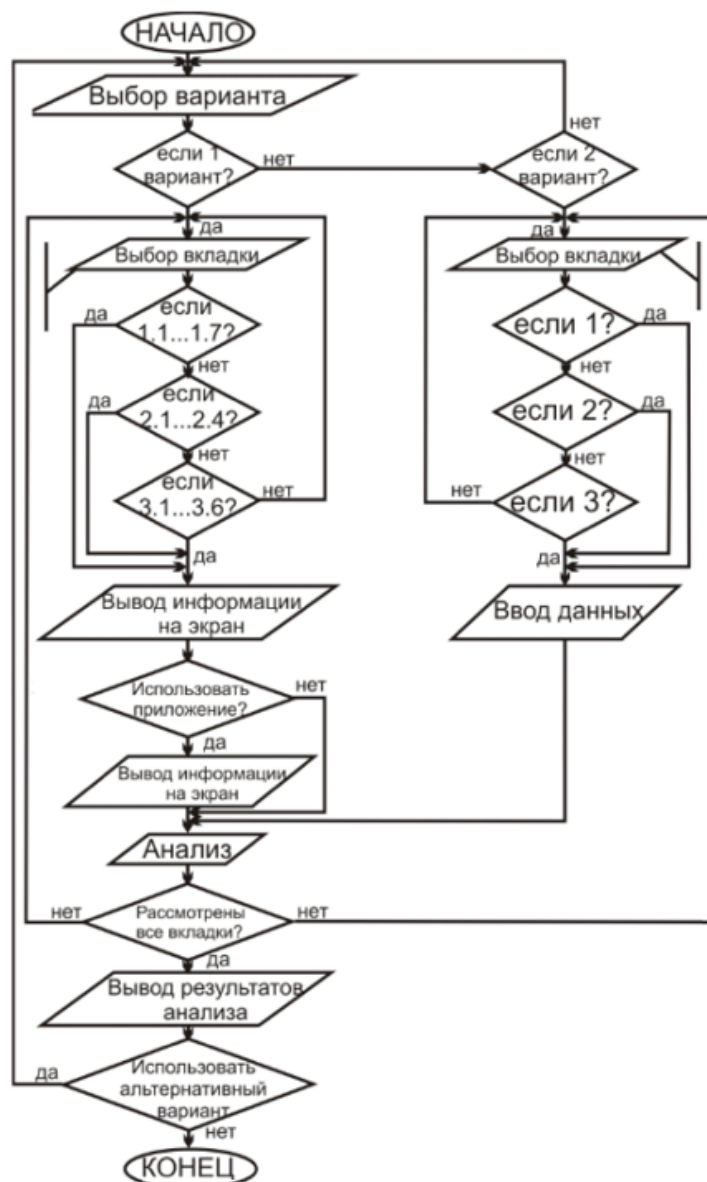 НАЧАЛО
Выбор варианта
нет
если 1
вариант?
нет
если 2
вариант?
да
да
Выбор вкладки
Выбор вкладки
да
если
1.1...1.7?
если 1?
да
нет
нет
да
если
2.1...2.4?
если 2?
да
нет
нет
если
3.1...3.6?
нет
нет
если 3?
да
да
Вывод информации
на экран
Ввод данных
Использовать
приложение?
нет
да
Вывод информации
на экран
Анализ
нет
Рассмотрены
все вкладки?
нет
да
Вывод результатов
анализа
да
Использовать
альтернативный
вариант
нет
КОНЕЦ